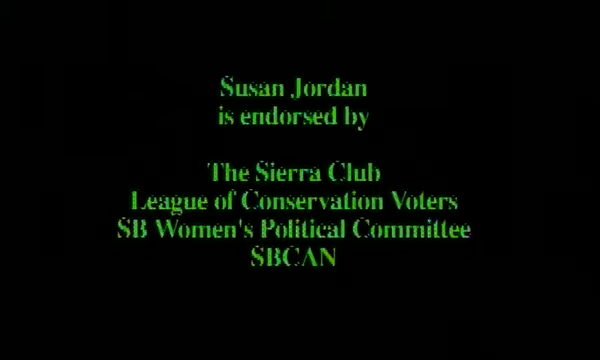 Susan Jordan
is endorsed by
The Sierra Club
League of Conservation Voters
SB Women's Political Committee
SBCAN